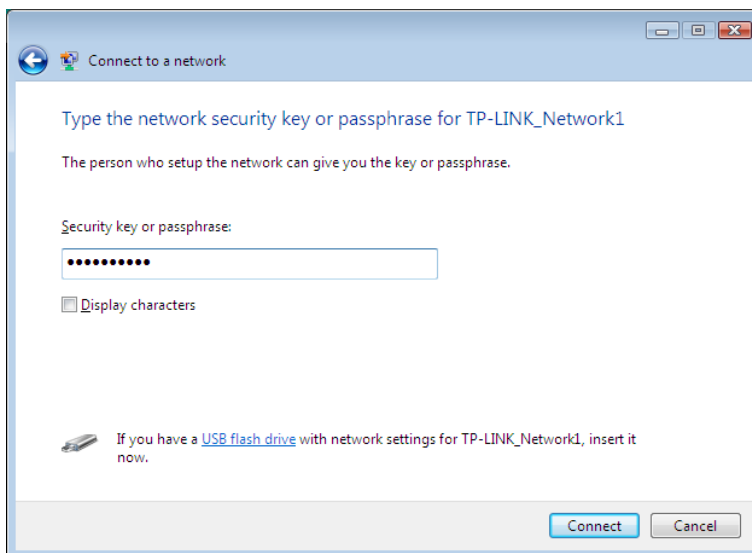 Connect to a network
Type the network security key or passphrase for TP-LINK_Network1
The person who setup the network can give you the key or passphrase.
Security key or passphrase:
••••••••••
Display characters
If you have a USB flash drive with network settings for TP-LINK_Network1, insert it
now.
Connect Cancel